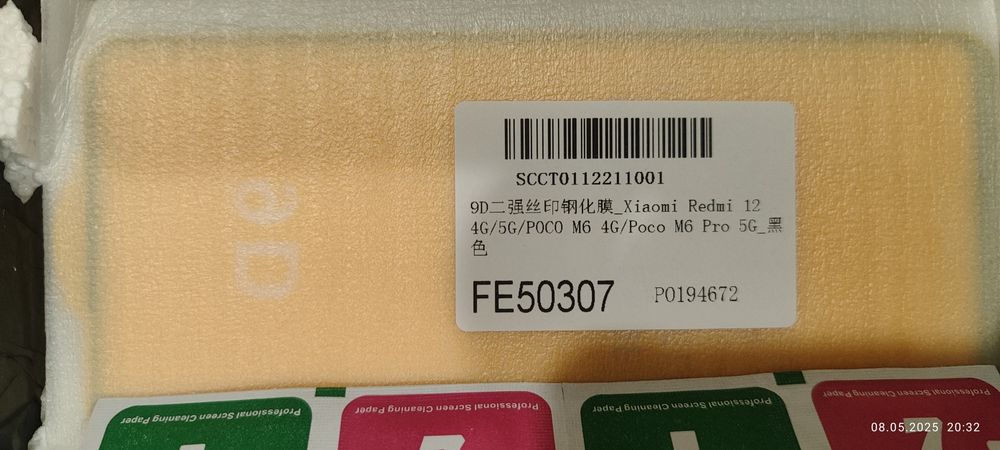 SCCT0112211001
9D二强丝印钢化膜_Xiaomi Redmi 12
4G/5G/POCO M6 4G/Poco M6 Pro 5G_黑
色
FE50307 P0194672
9D
Professional Screen Cleaning Paper
Professional Screen Cleaning Paper
Professional Screen Cleaning Paper
Professional Screen Cleaning Paper
08.05.2025 20:32